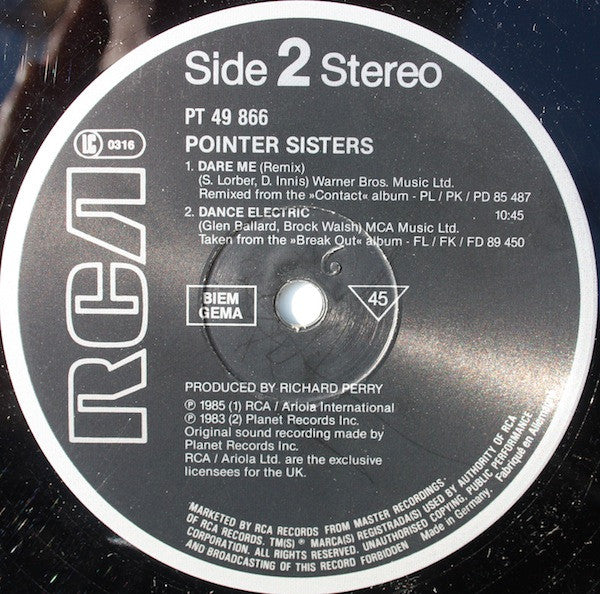 Side 2 Stereo
PT 49 866
POINTER SISTERS
LC 0316
RCA
1. DARE ME (Remix)
(S. Lorber, D. Innis) Warner Bros. Music Ltd.
Remixed from the »Contact« album - PL / PK / PD 85 487
2. DANCE ELECTRIC 10:45
(Glen Ballard, Brock Walsh) MCA Music Ltd.
Taken from the »Break Out« album - FL / FK / FD 89 450
BIEM
GEMA
45
PRODUCED BY RICHARD PERRY
℗ 1985 (1) RCA / Ariola International
℗ 1983 (2) Planet Records Inc.
Original sound recording made by
Planet Records Inc.
RCA / Ariola Ltd. are the exclusive
licensees for the UK.
MARKETED BY RCA RECORDS FROM MASTER RECORDINGS
OF RCA RECORDS. TM(S) ® MARCA(S) REGISTRADA(S) USED BY AUTHORITY OF RCA
CORPORATION. ALL RIGHTS RESERVED. UNAUTHORISED COPYING, PUBLIC PERFORMANCE
AND BROADCASTING OF THIS RECORD FORBIDDEN
Made in Germany. Fabriqué en Allemagne